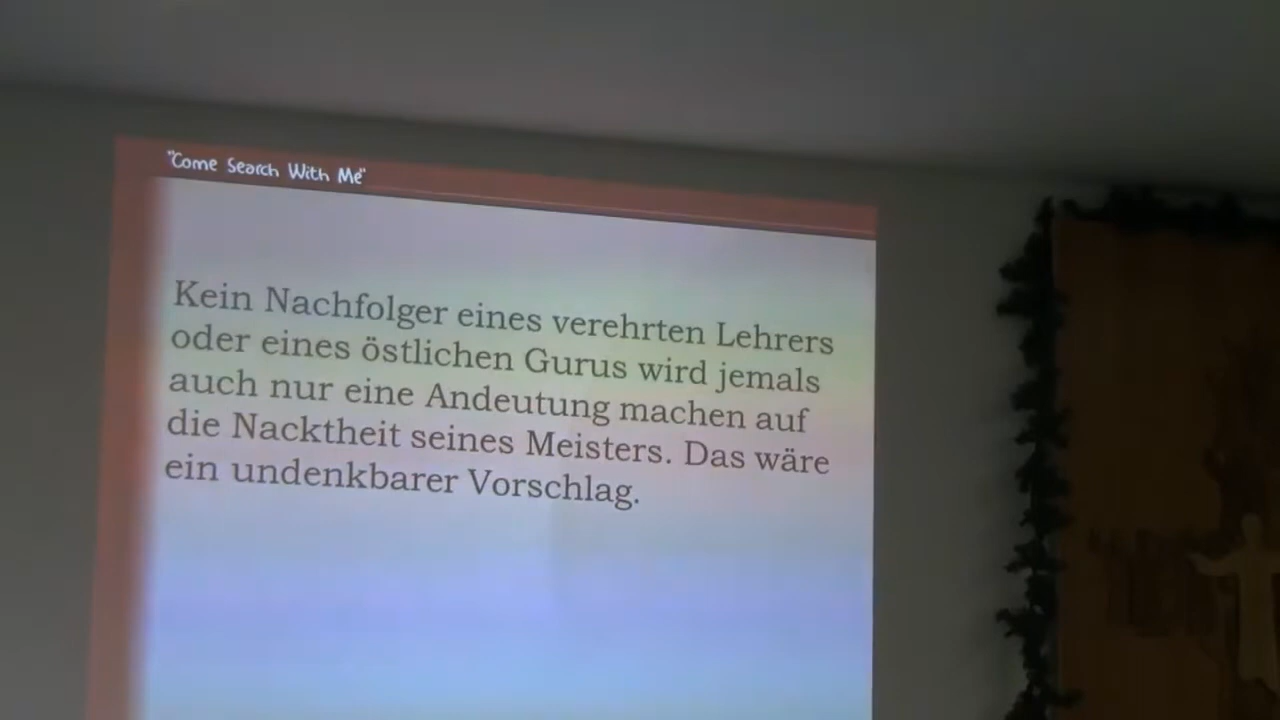 "Come Search With Me"
Kein Nachfolger eines verehrten Lehrers
oder eines östlichen Gurus wird jemals
auch nur eine Andeutung machen auf
die Nacktheit seines Meisters. Das wäre
ein undenkbarer Vorschlag.